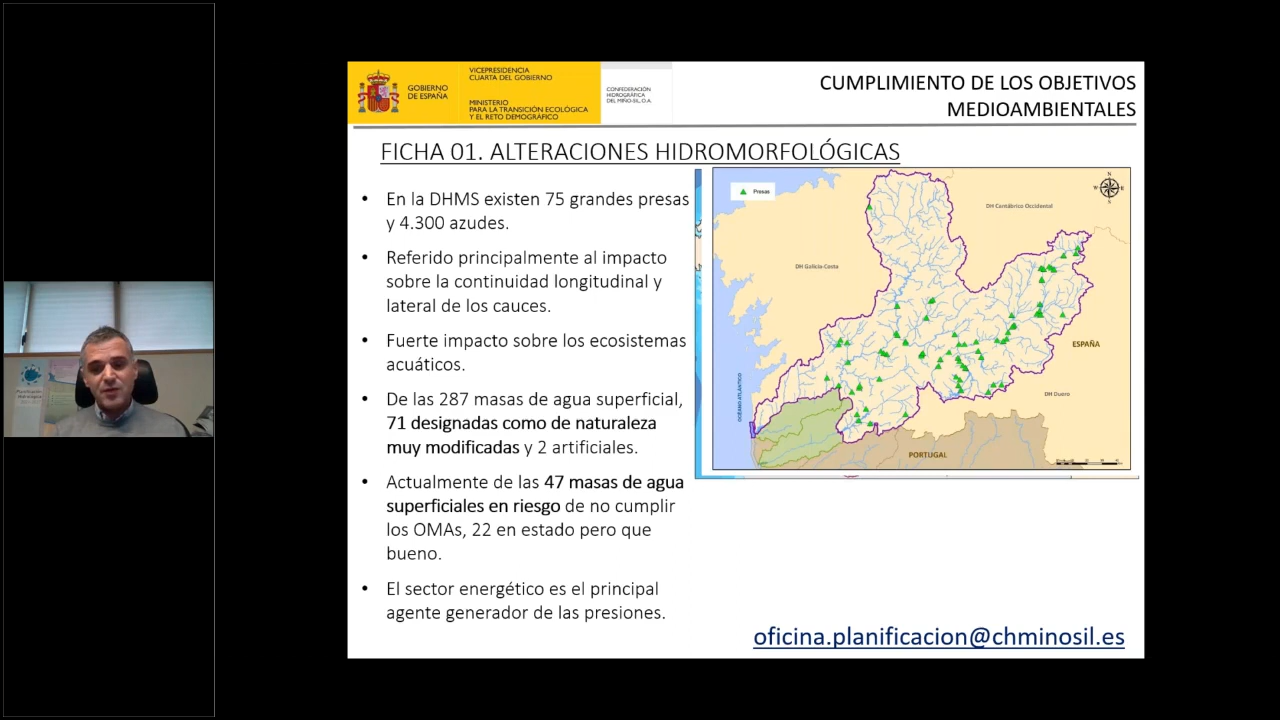 GOBIERNO
DE ESPAÑA
VICEPRESIDENCIA
CUARTA DEL GOBIERNO
MINISTERIO
PARA LA TRANSICIÓN ECOLÓGICA
Y EL RETO DEMOGRÁFICO
CONFEDERACIÓN
HIDROGRÁFICA
DEL MIÑO-SIL, O.A.
CUMPLIMIENTO DE LOS OBJETIVOS
MEDIOAMBIENTALES
FICHA 01. ALTERACIONES HIDROMORFOLÓGICAS
• En la DHMS existen 75 grandes presas
y 4.300 azudes.
• Referido principalmente al impacto
sobre la continuidad longitudinal y
lateral de los cauces.
• Fuerte impacto sobre los ecosistemas
acuáticos.
• De las 287 masas de agua superficial,
71 designadas como de naturaleza
muy modificadas y 2 artificiales.
• Actualmente de las 47 masas de agua
superficiales en riesgo de no cumplir
los OMAs, 22 en estado pero que
bueno.
• El sector energético es el principal
agente generador de las presiones.
Presas
N
W
E
S
DH Cantábrico Occidental
DH Galicia-Costa
ESPAÑA
OCÉANO ATLÁNTICO
DH Duero
PORTUGAL
oficina.planificacion@chminosil.es